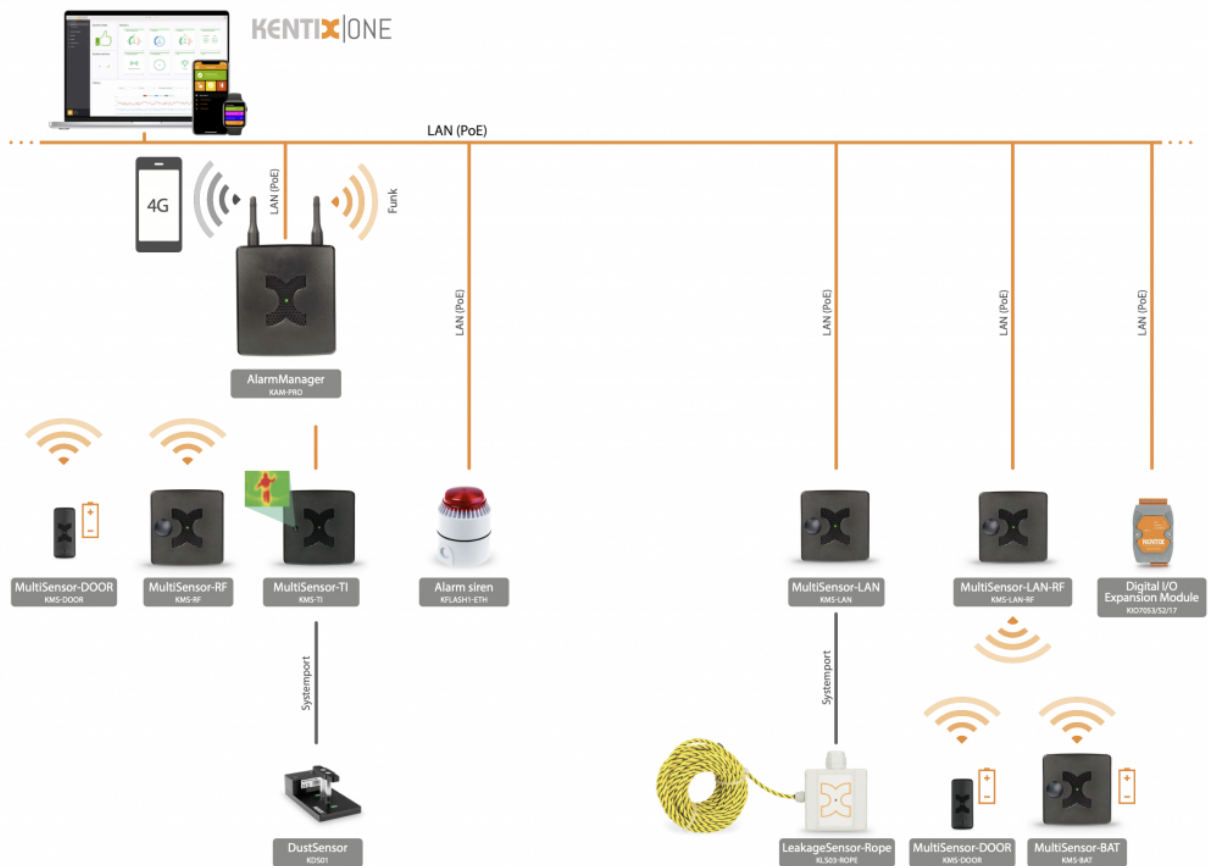 KENTIX|ONE
LAN (PoE)
4G
LAN (PoE)
Funk
LAN (PoE)
LAN (PoE)
LAN (PoE)
LAN (PoE)
AlarmManager
KAM-PRO
MultiSensor-DOOR
KMS-DOOR
MultiSensor-RF
KMS-RF
MultiSensor-TI
KMS-TI
Alarm siren
KFLASH1-ETH
MultiSensor-LAN
KMS-LAN
MultiSensor-LAN-RF
KMS-LAN-RF
KENTIX
Digital I/O
Expansion Module
KIO7053/52/17
Systemport
Systemport
DustSensor
KDS01
LeakageSensor-Rope
KLS03-ROPE
MultiSensor-DOOR
KMS-DOOR
MultiSensor-BAT
KMS-BAT